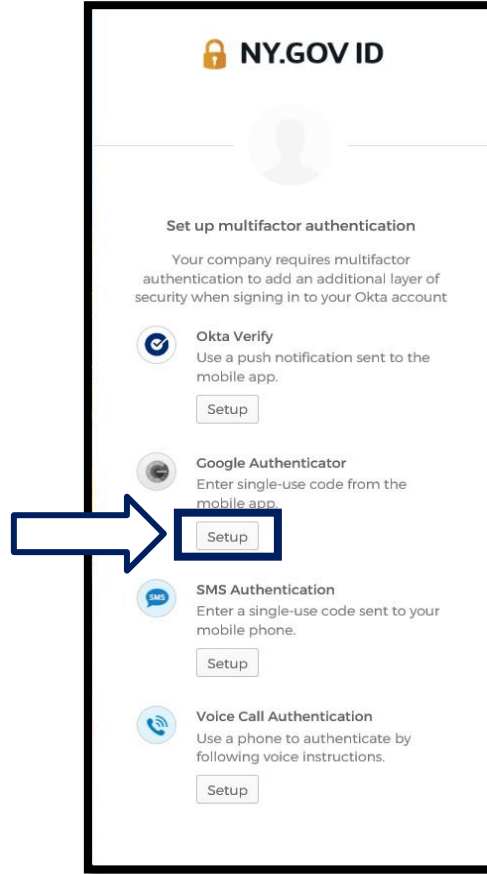 NY.GOV ID
Set up multifactor authentication
Your company requires multifactor
authentication to add an additional layer of
security when signing in to your Okta account
Okta Verify
Use a push notification sent to the
mobile app.
Setup
Google Authenticator
Enter single-use code from the
mobile app.
Setup
SMS
SMS Authentication
Enter a single-use code sent to your
mobile phone.
Setup
Voice Call Authentication
Use a phone to authenticate by
following voice instructions.
Setup